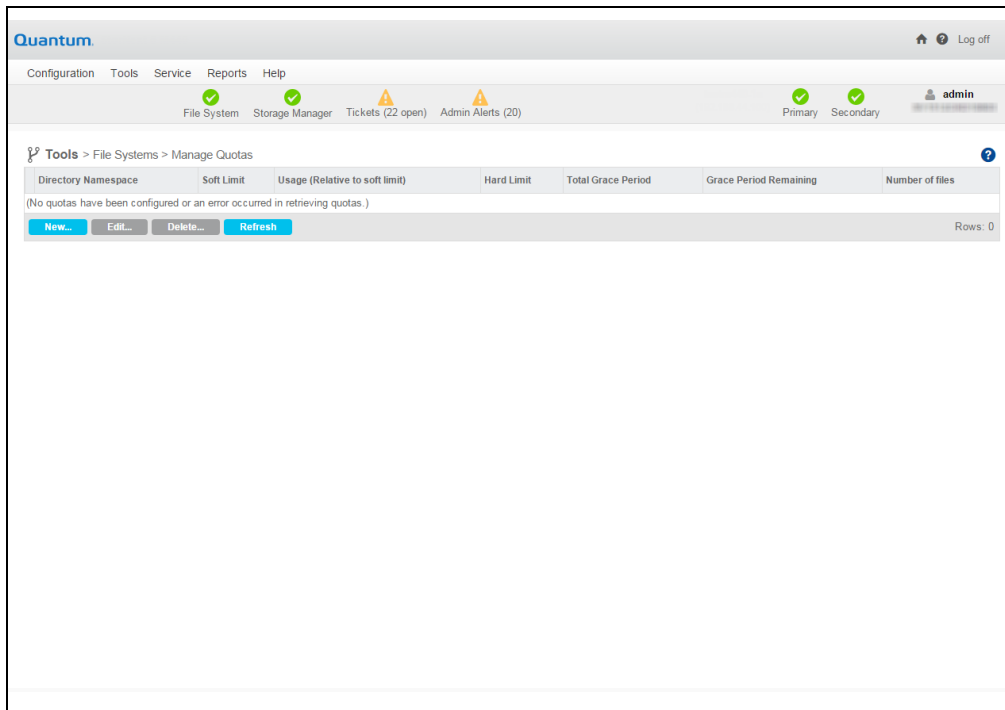 Quantum.
Log off
Configuration Tools Service Reports Help
File System Storage Manager Tickets (22 open) Admin Alerts (20) Primary Secondary admin
Tools > File Systems > Manage Quotas
Directory Namespace Soft Limit Usage (Relative to soft limit) Hard Limit Total Grace Period Grace Period Remaining Number of files
(No quotas have been configured or an error occurred in retrieving quotas.)
New... Edit... Delete... Refresh Rows: 0